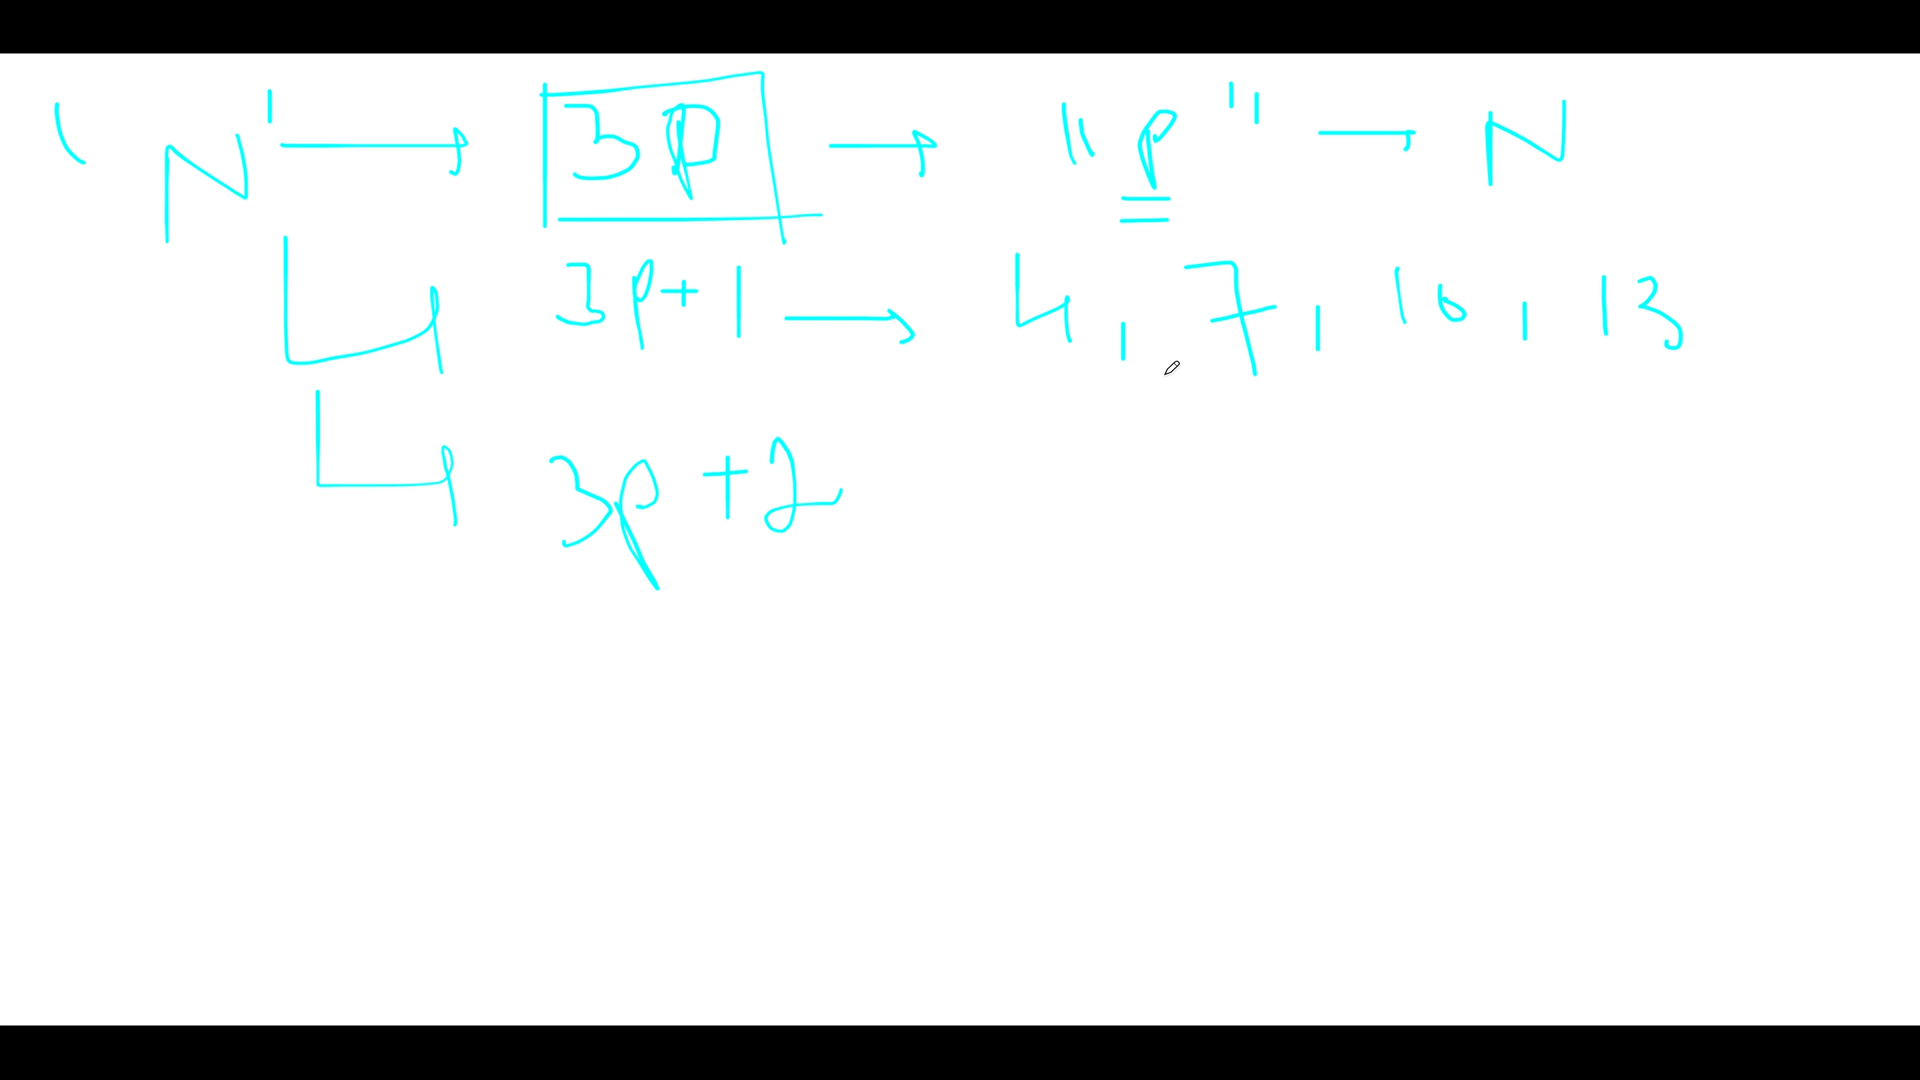 'N' → 3p → "p" → N
↳ 3p+1 → 4, 7, 10, 13
↳ 3p+2